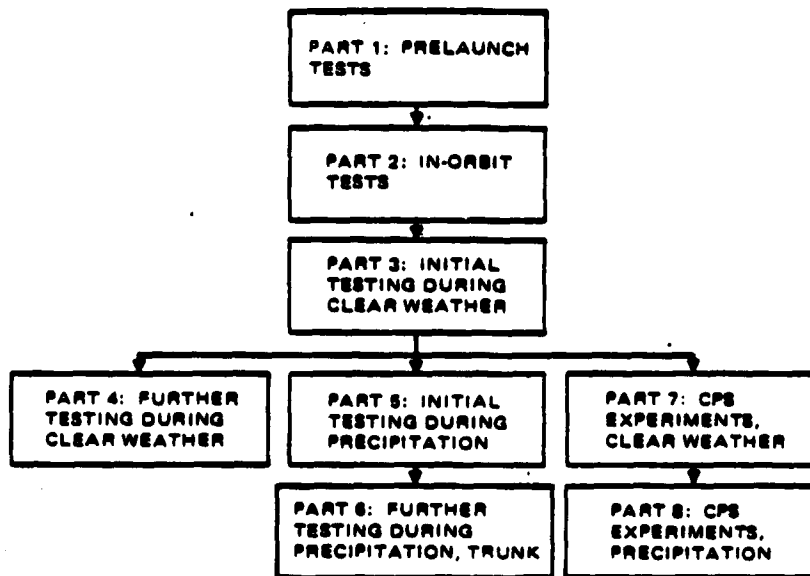 PART 1: PRELAUNCH
TESTS
PART 2: IN-ORBIT
TESTS
PART 3: INITIAL
TESTING DURING
CLEAR WEATHER
PART 4: FURTHER
TESTING DURING
CLEAR WEATHER
PART 5: INITIAL
TESTING DURING
PRECIPITATION
PART 7: CPS
EXPERIMENTS,
CLEAR WEATHER
PART 6: FURTHER
TESTING DURING
PRECIPITATION, TRUNK
PART 8: CPS
EXPERIMENTS,
PRECIPITATION